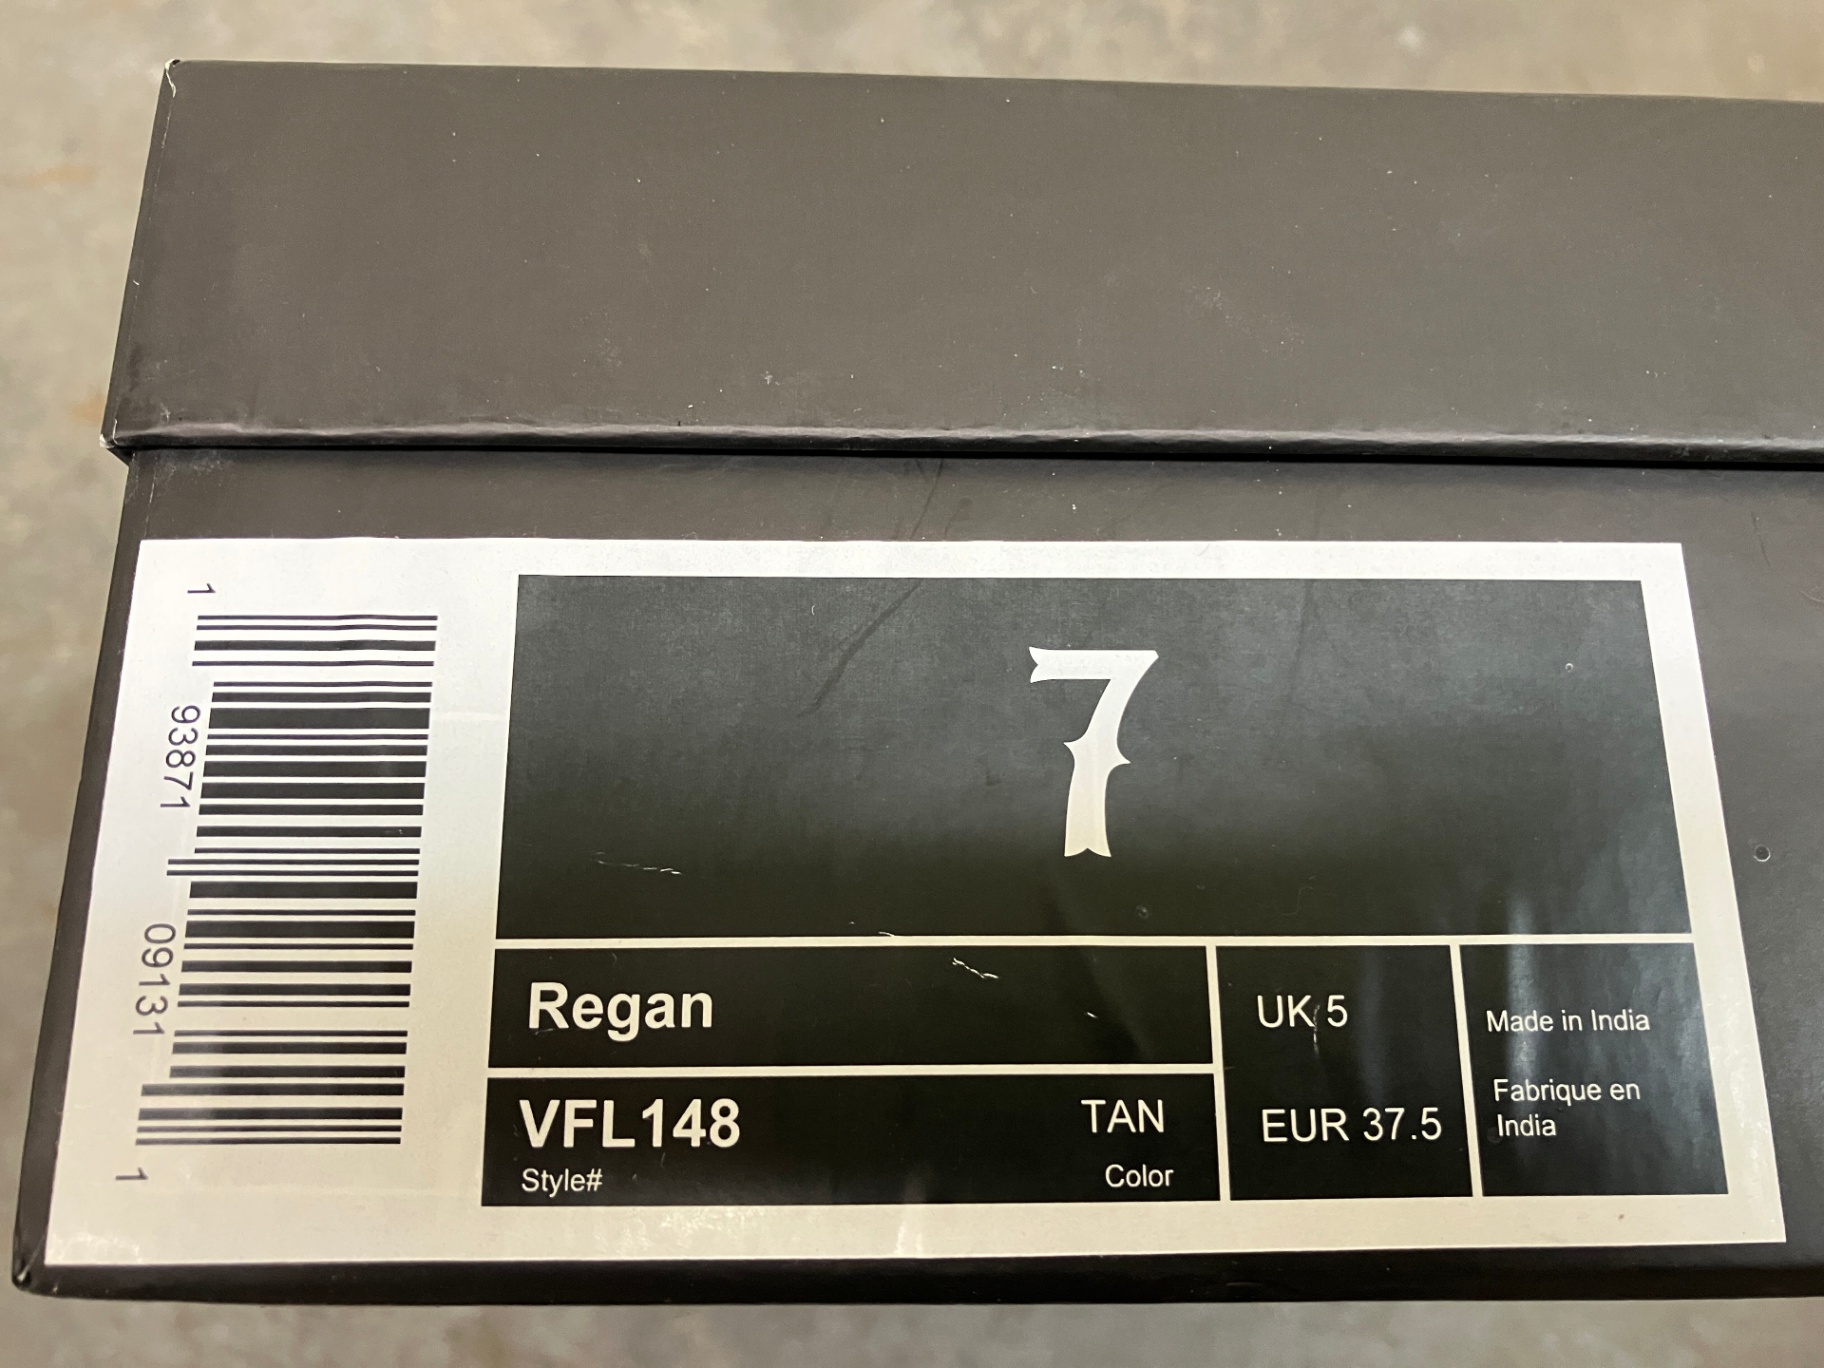 1 93871 09131 1
7
Regan
VFL148
Style#
TAN
Color
UK 5
EUR 37.5
Made in India
Fabrique en
India